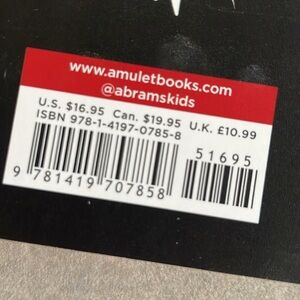 www.amuletbooks.com
@abramskids
U.S. $16.95 Can. $19.95 U.K. £10.99
ISBN 978-1-4197-0785-8
51695
9 781419 707858